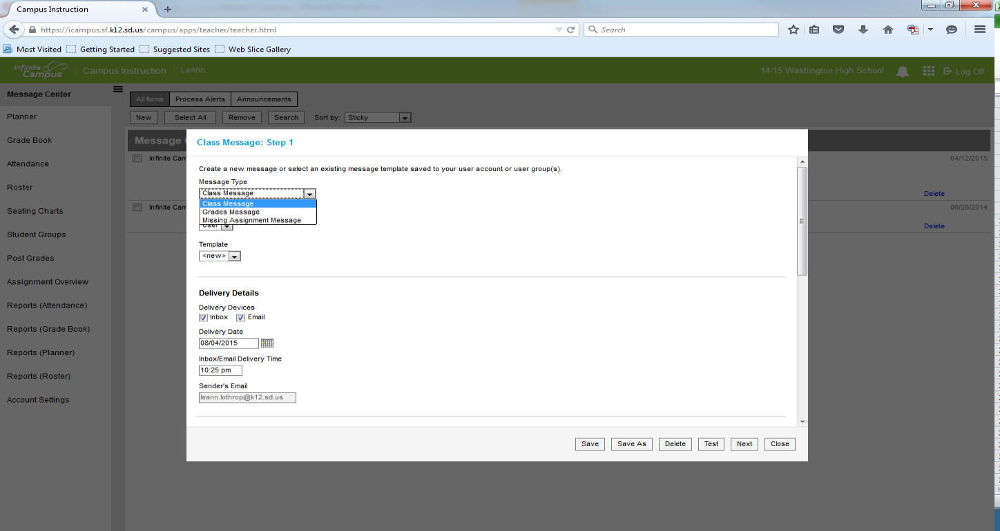 Campus Instruction
https://icampus.sf.k12.sd.us/campus/apps/teacher/teacher.html
Search
Most Visited Getting Started Suggested Sites Web Slice Gallery
Infinite Campus Campus Instruction LeAnn 14-15 Washington High School Log Off
Message Center
Planner
Grade Book
Attendance
Roster
Seating Charts
Student Groups
Post Grades
Assignment Overview
Reports (Attendance)
Reports (Grade Book)
Reports (Planner)
Reports (Roster)
Account Settings
All Items Process Alerts Announcements
New Select All Remove Search Sort by: Sticky
Message
Infinite Cam 04/12/2015
Delete
Infinite Cam 06/28/2014
Delete
Class Message: Step 1
Create a new message or select an existing message template saved to your user account or user group(s).
Message Type
Class Message
Class Message
Grades Message
Missing Assignment Message
User
Template
<new>
Delivery Details
Delivery Devices
Inbox Email
Delivery Date
08/04/2015
Inbox/Email Delivery Time
10:25 pm
Sender's Email
leann.lothrop@k12.sd.us
Save Save As Delete Test Next Close